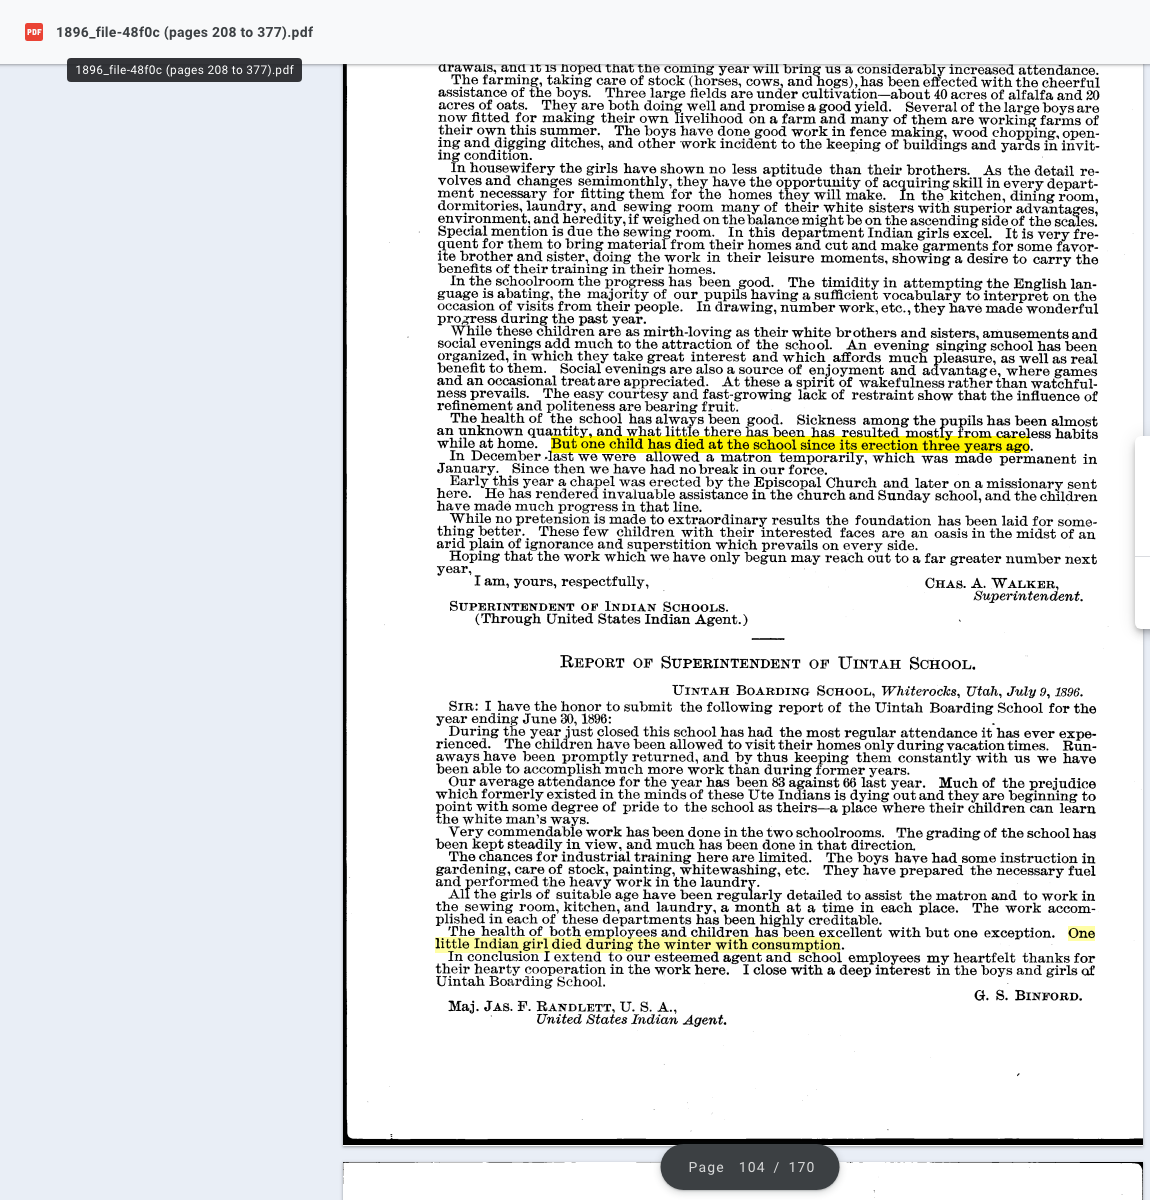 PDF 1896_file-48f0c (pages 208 to 377).pdf
1896_file-48f0c (pages 208 to 377).pdf
drawals, and it is hoped that the coming year will bring us a considerably increased attendance.
The farming, taking care of stock (horses, cows, and hogs), has been effected with the cheerful
assistance of the boys. Three large fields are under cultivation—about 40 acres of alfalfa and 20
acres of oats. They are both doing well and promise a good yield. Several of the large boys are
now fitted for making their own livelihood on a farm and many of them are working farms of
their own this summer. The boys have done good work in fence making, wood chopping, open-
ing and digging ditches, and other work incident to the keeping of buildings and yards in invit-
ing condition.
In housewifery the girls have shown no less aptitude than their brothers. As the detail re-
volves and changes semimonthly, they have the opportunity of acquiring skill in every depart-
ment necessary for fitting them for the homes they will make. In the kitchen, dining room,
dormitories, laundry, and sewing room many of their white sisters with superior advantages,
environment, and heredity, if weighed on the balance might be on the ascending side of the scales.
Special mention is due the sewing room. In this department Indian girls excel. It is very fre-
quent for them to bring material from their homes and cut and make garments for some favor-
ite brother and sister, doing the work in their leisure moments, showing a desire to carry the
benefits of their training in their homes.
In the schoolroom the progress has been good. The timidity in attempting the English lan-
guage is abating, the majority of our pupils having a sufficient vocabulary to interpret on the
occasion of visits from their people. In drawing, number work, etc., they have made wonderful
progress during the past year.
While these children are as mirth-loving as their white brothers and sisters, amusements and
social evenings add much to the attraction of the school. An evening singing school has been
organized, in which they take great interest and which affords much pleasure, as well as real
benefit to them. Social evenings are also a source of enjoyment and advantage, where games
and an occasional treat are appreciated. At these a spirit of wakefulness rather than watchful-
ness prevails. The easy courtesy and fast-growing lack of restraint show that the influence of
refinement and politeness are bearing fruit.
The health of the school has always been good. Sickness among the pupils has been almost
an unknown quantity, and what little there has been has resulted mostly from careless habits
while at home. But one child has died at the school since its erection three years ago.
In December last we were allowed a matron temporarily, which was made permanent in
January. Since then we have had no break in our force.
Early this year a chapel was erected by the Episcopal Church and later on a missionary sent
here. He has rendered invaluable assistance in the church and Sunday school, and the children
have made much progress in that line.
While no pretension is made to extraordinary results the foundation has been laid for some-
thing better. These few children with their interested faces are an oasis in the midst of an
arid plain of ignorance and superstition which prevails on every side.
Hoping that the work which we have only begun may reach out to a far greater number next
year,
I am, yours, respectfully,
CHAS. A. WALKER,
Superintendent.
SUPERINTENDENT OF INDIAN SCHOOLS.
(Through United States Indian Agent.)
REPORT OF SUPERINTENDENT OF UINTAH SCHOOL.
UINTAH BOARDING SCHOOL, Whiterocks, Utah, July 9, 1896.
SIR: I have the honor to submit the following report of the Uintah Boarding School for the
year ending June 30, 1896:
During the year just closed this school has had the most regular attendance it has ever expe-
rienced. The children have been allowed to visit their homes only during vacation times. Run-
aways have been promptly returned, and by thus keeping them constantly with us we have
been able to accomplish much more work than during former years.
Our average attendance for the year has been 83 against 66 last year. Much of the prejudice
which formerly existed in the minds of these Ute Indians is dying out and they are beginning to
point with some degree of pride to the school as theirs—a place where their children can learn
the white man's ways.
Very commendable work has been done in the two schoolrooms. The grading of the school has
been kept steadily in view, and much has been done in that direction.
The chances for industrial training here are limited. The boys have had some instruction in
gardening, care of stock, painting, whitewashing, etc. They have prepared the necessary fuel
and performed the heavy work in the laundry.
All the girls of suitable age have been regularly detailed to assist the matron and to work in
the sewing room, kitchen, and laundry, a month at a time in each place. The work accom-
plished in each of these departments has been highly creditable.
The health of both employees and children has been excellent with but one exception. One
little Indian girl died during the winter with consumption.
In conclusion I extend to our esteemed agent and school employees my heartfelt thanks for
their hearty cooperation in the work here. I close with a deep interest in the boys and girls of
Uintah Boarding School.
G. S. BINFORD.
Maj. JAS. F. RANDLETT, U. S. A.,
United States Indian Agent.
Page 104 / 170